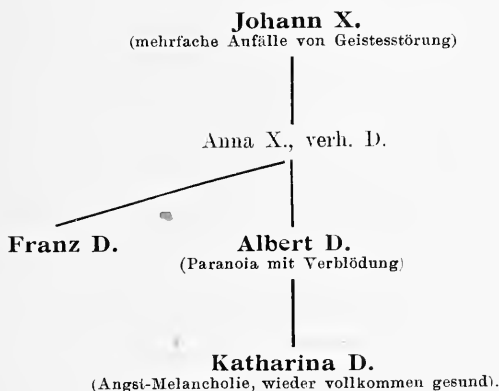 Johann X.
(mehrfache Anfälle von Geistesstörung)
Anna X., verh. D.
Franz D. Albert D.
(Paranoia mit Verblödung)
Katharina D.
(Angst-Melancholie, wieder vollkommen gesund).